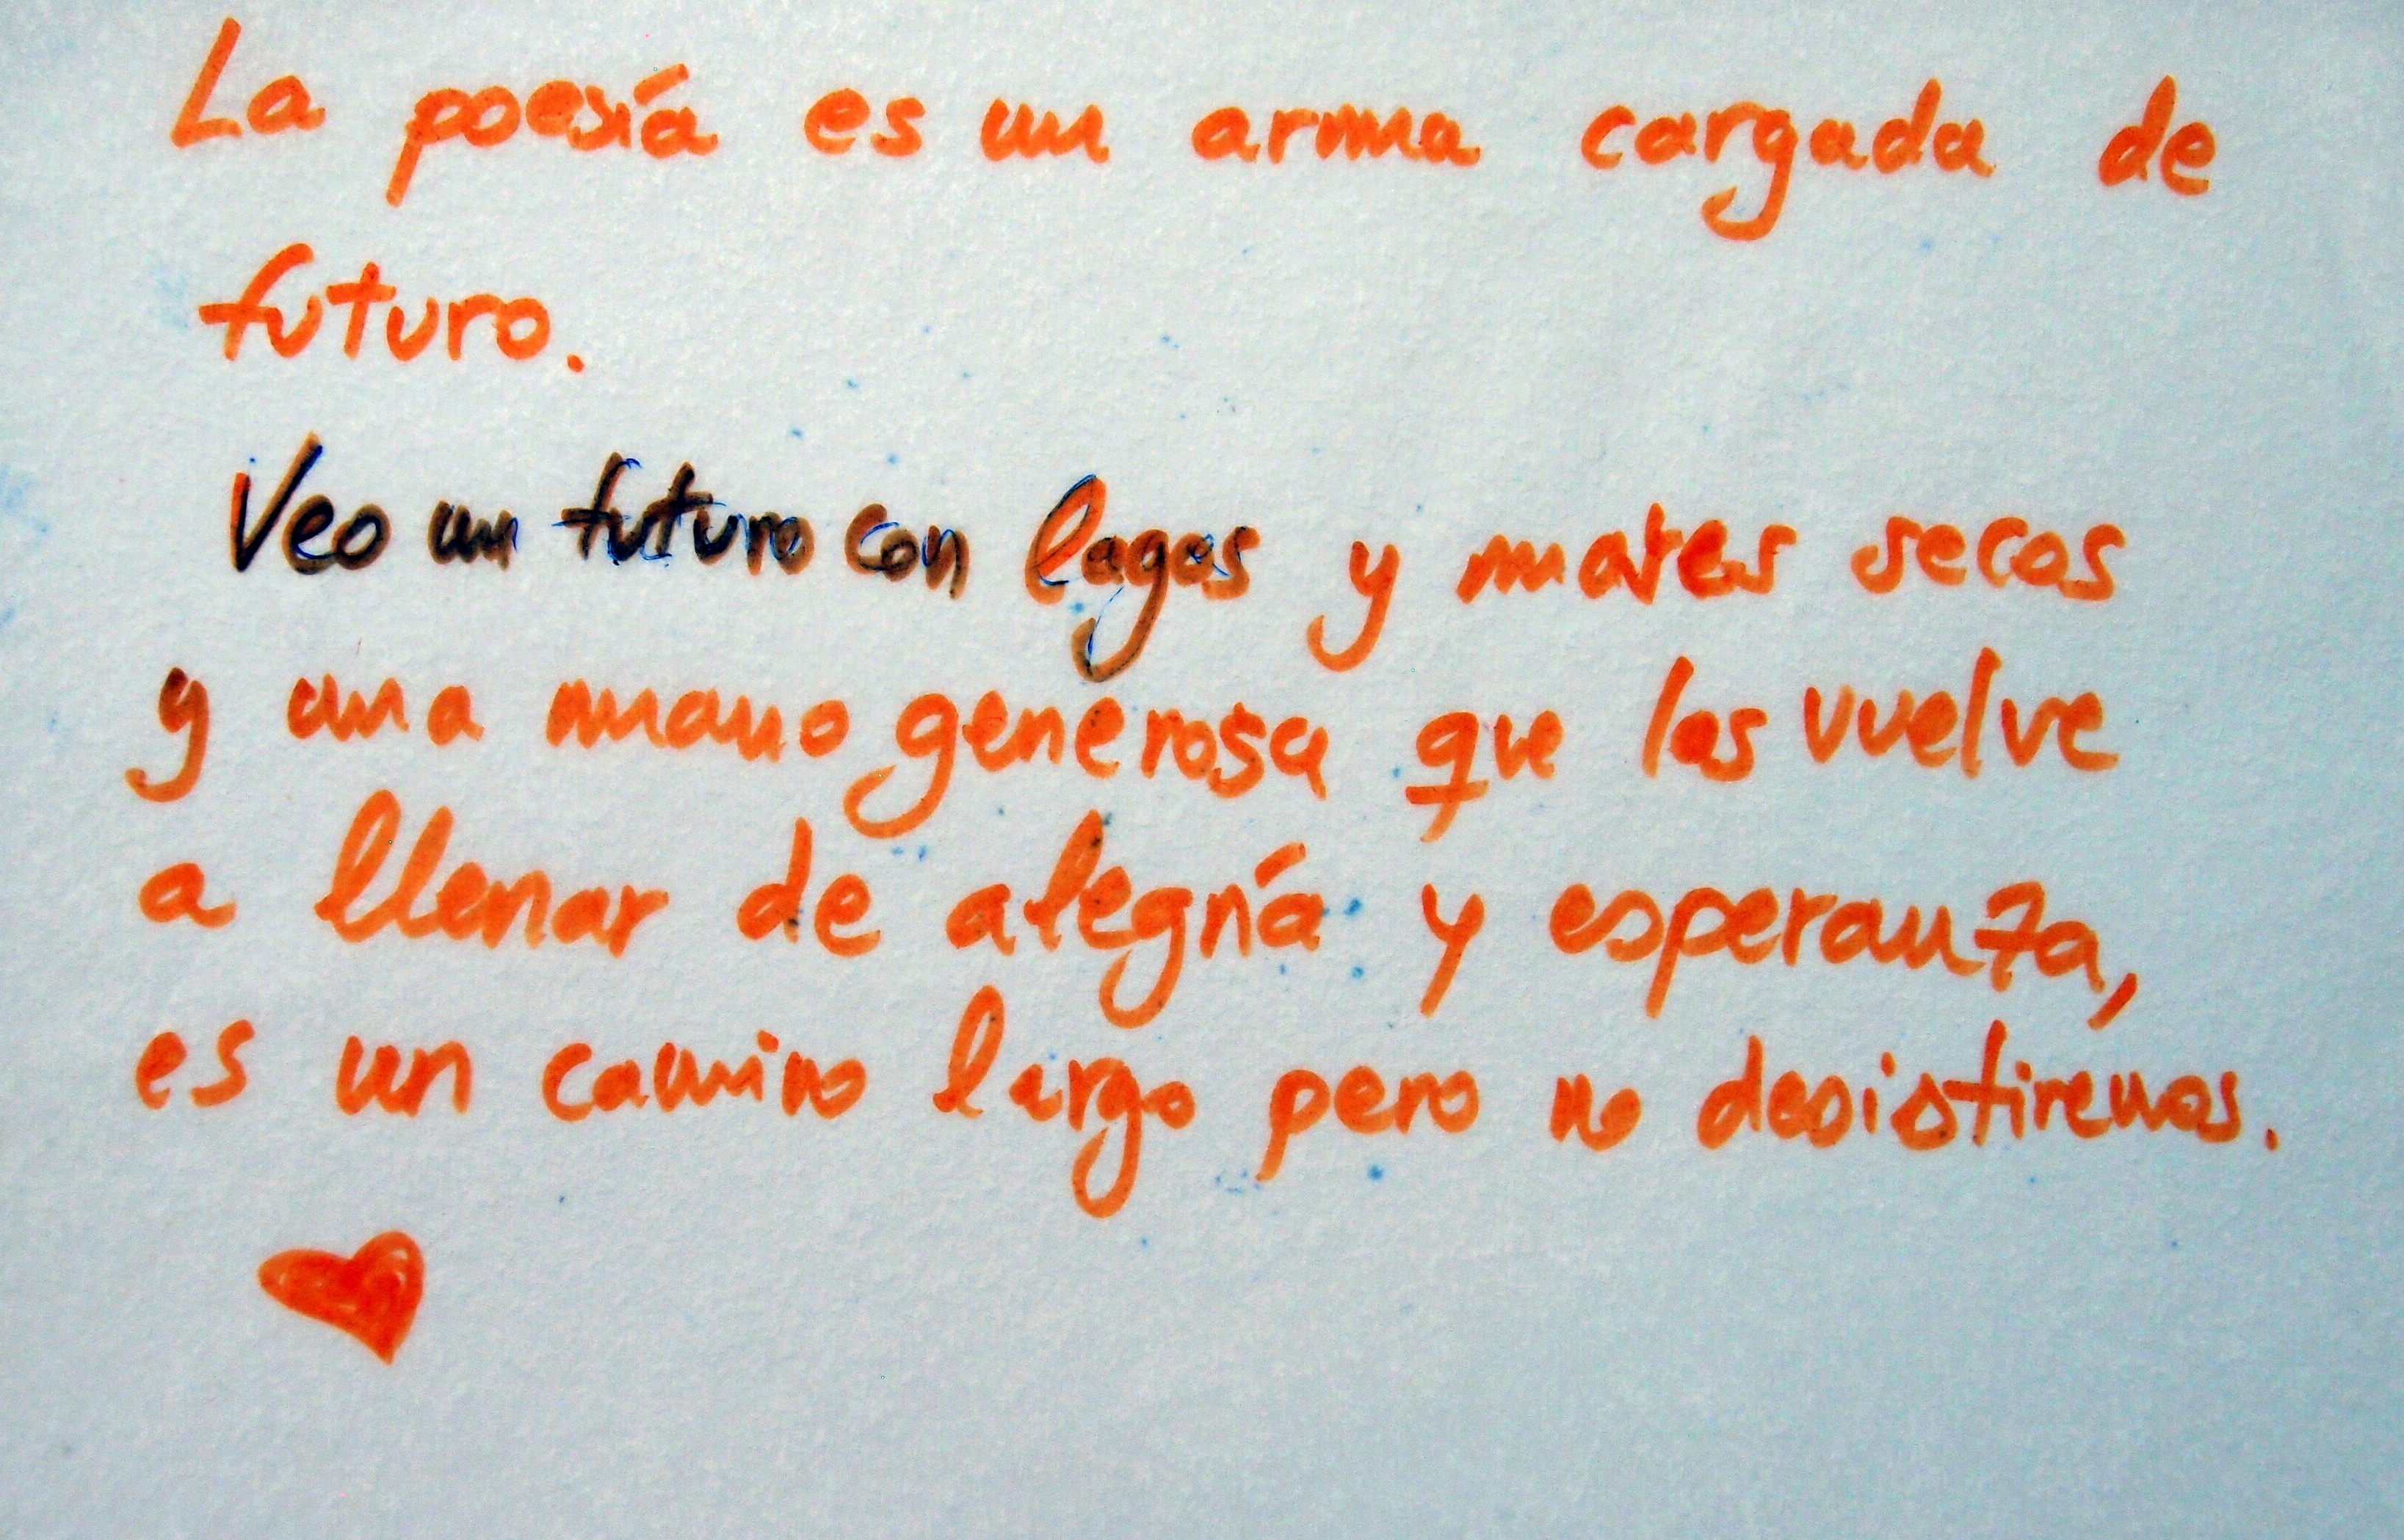 La poesía es un arma cargada de
futuro.
Veo un futuro con lagos y mares secos
y una mano generosa que los vuelve
a llenar de alegría y esperanza,
es un camino largo pero no desistiremos.